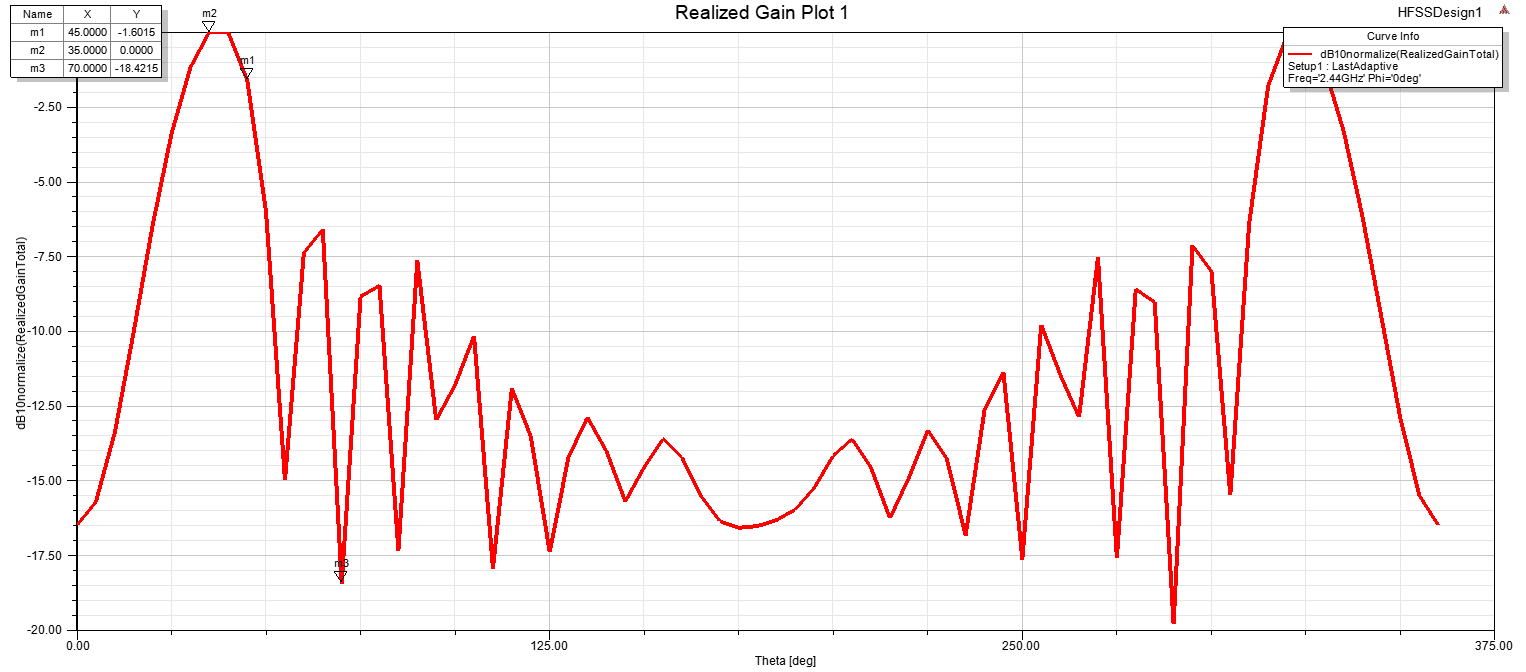 Realized Gain Plot 1
HFSSDesign1
Name X Y
m1 45.0000 -1.6015
m2 35.0000 0.0000
m3 70.0000 -18.4215
m2
m1
m3
Curve Info
dB10normalize(RealizedGainTotal)
Setup1 : LastAdaptive
Freq='2.44GHz' Phi='0deg'
dB10normalize(RealizedGainTotal)
-2.50
-5.00
-7.50
-10.00
-12.50
-15.00
-17.50
-20.00
0.00 125.00 250.00 375.00
Theta [deg]